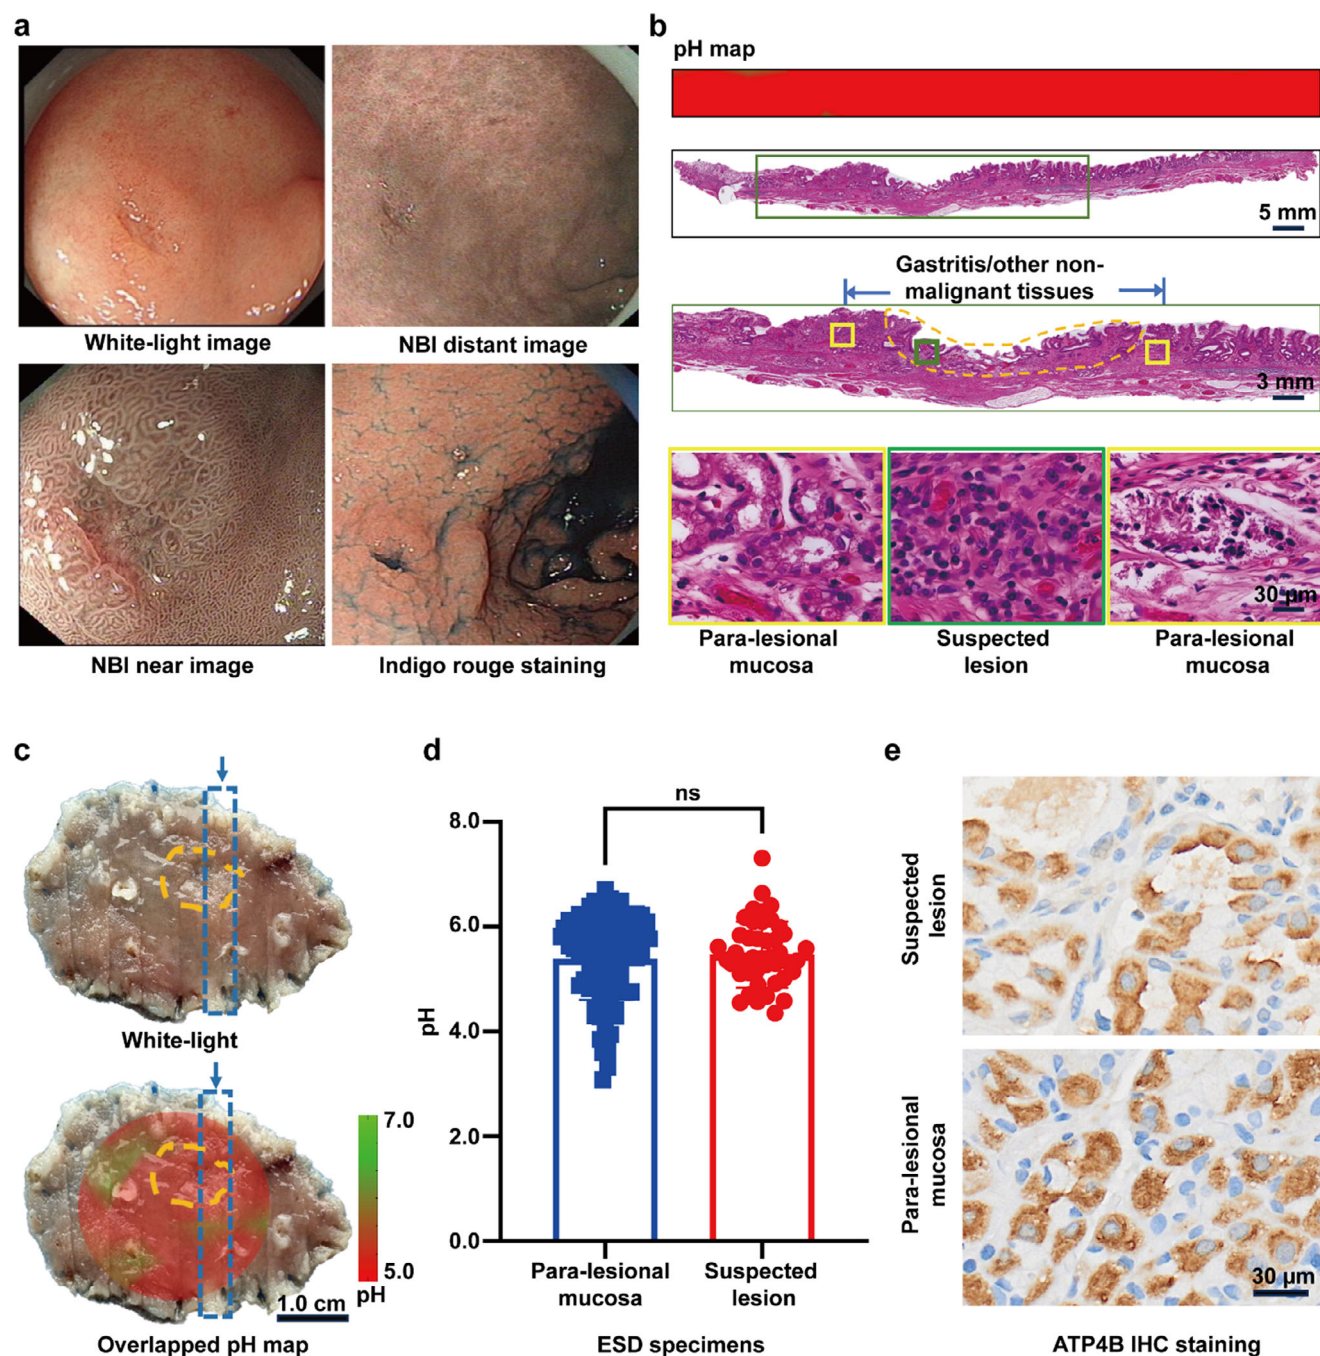 a
White-light image
NBI distant image
NBI near image
Indigo rouge staining
b
pH map
5 mm
Gastritis/other non-
malignant tissues
3 mm
30 µm
Para-lesional
mucosa
Suspected
lesion
Para-lesional
mucosa
c
White-light
7.0
5.0
pH
1.0 cm
Overlapped pH map
d
ns
8.0
6.0
4.0
2.0
0.0
pH
Para-lesional
mucosa
Suspected
lesion
ESD specimens
e
Suspected
lesion
Para-lesional
mucosa
30 µm
ATP4B IHC staining